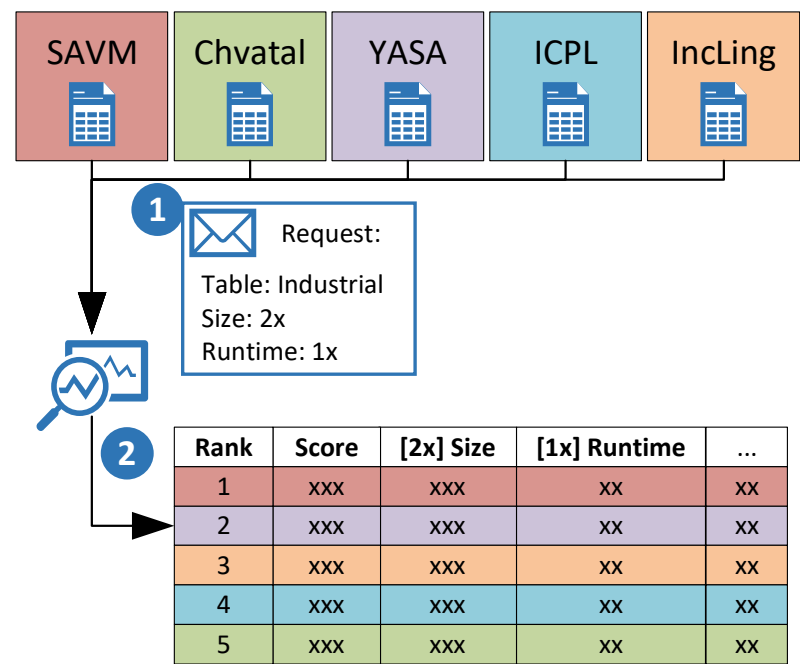 SAVM Chvatal YASA ICPL IncLing
1
Request:
Table: Industrial
Size: 2x
Runtime: 1x
2
Rank Score [2x] Size [1x] Runtime ...
1 xxx xxx xx xx
2 xxx xxx xx xx
3 xxx xxx xx xx
4 xxx xxx xx xx
5 xxx xxx xx xx